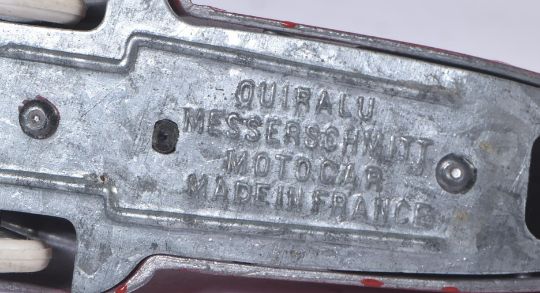 QUIRALU
MESSERSCHMITT
MOTOCAR
MADE IN FRANCE